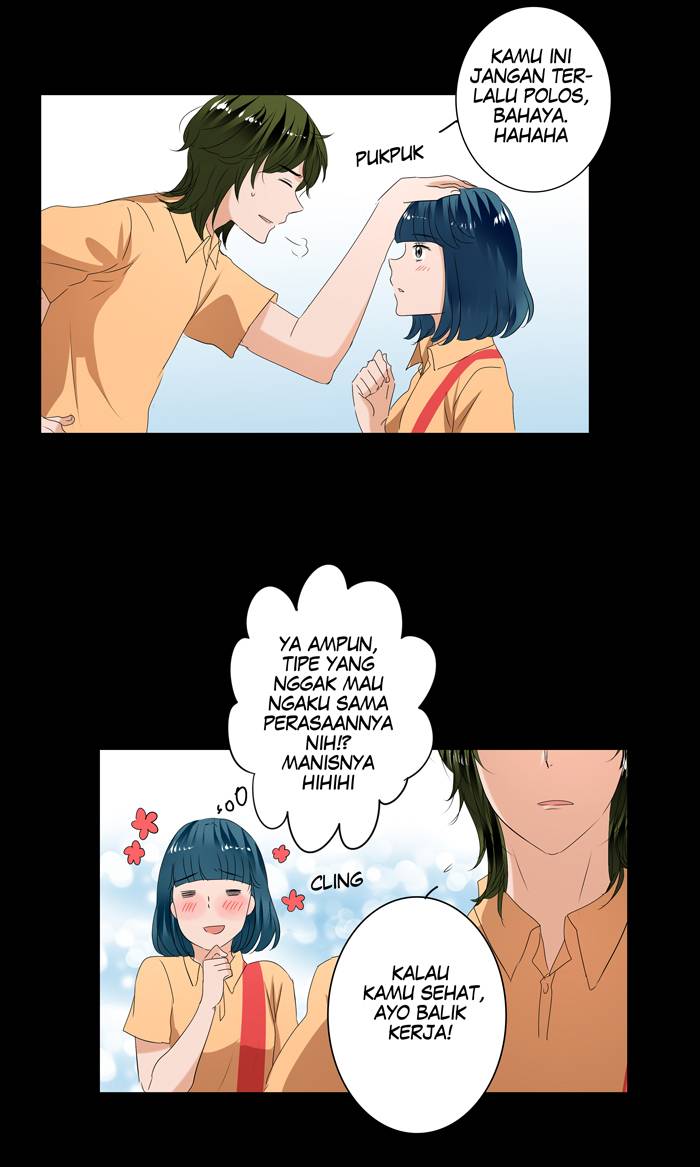 KAMU INI
JANGAN TER-
LALU POLOS,
BAHAYA.
HAHAHA
PUKPUK
YA AMPUN,
TIPE YANG
NGGAK MAU
NGAKU SAMA
PERASAANNYA
NIH!?
MANISNYA
HIHIHI
CLING
KALAU
KAMU SEHAT,
AYO BALIK
KERJA!